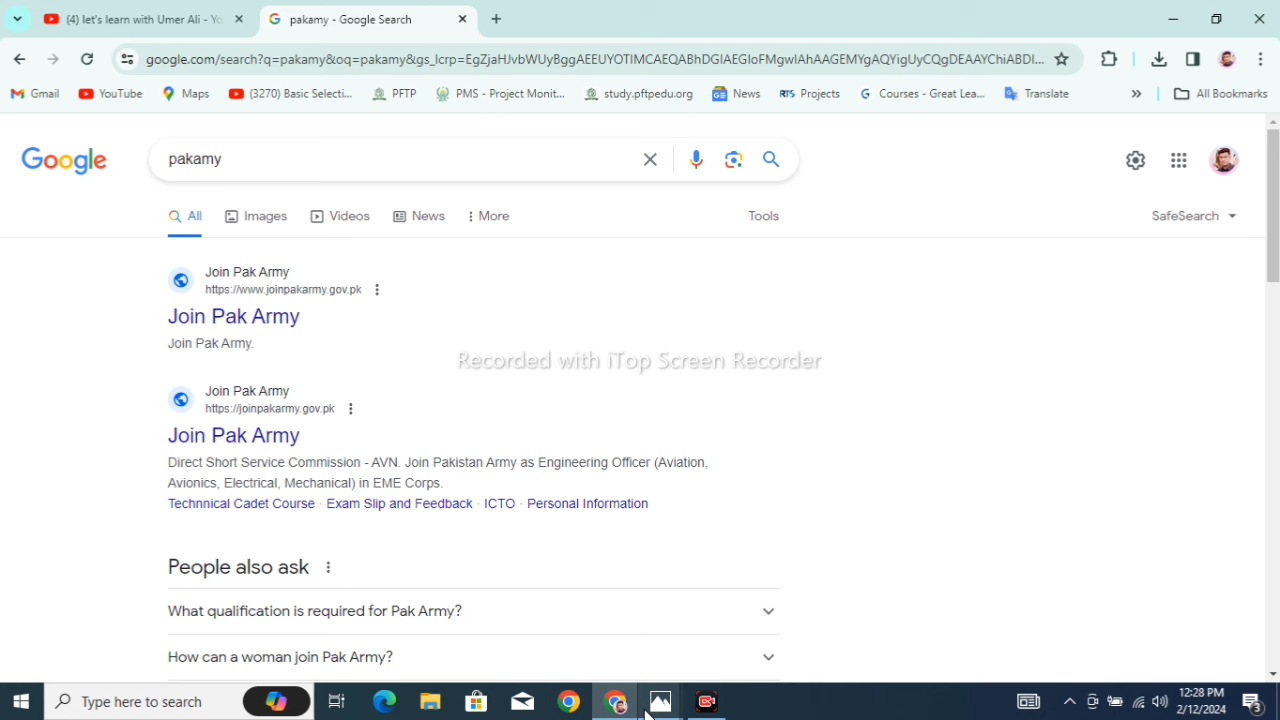 (4) let's learn with Umer Ali - Yo
pakamy - Google Search
google.com/search?q=pakamy&oq=pakamy&gs_lcrp=EgZjaHJvbWUyBggAEEUYOTIMCAEQABhDGIAEGIoFMgwIAhAAGEMYgAQYigUyCQgDEAAYChiABDI...
Gmail
YouTube
Maps
(3270) Basic Selecti...
PFTP
PMS - Project Monit...
study.pftpedu.org
News
RTS Projects
Courses - Great Lea...
Translate
All Bookmarks
Google
pakamy
All
Images
Videos
News
More
Tools
SafeSearch
Join Pak Army
https://www.joinpakarmy.gov.pk
Join Pak Army
Join Pak Army.
Recorded with iTop Screen Recorder
Join Pak Army
https://joinpakarmy.gov.pk
Join Pak Army
Direct Short Service Commission - AVN. Join Pakistan Army as Engineering Officer (Aviation,
Avionics, Electrical, Mechanical) in EME Corps.
Technnical Cadet Course · Exam Slip and Feedback · ICTO · Personal Information
People also ask
What qualification is required for Pak Army?
How can a woman join Pak Army?
Type here to search
12:28 PM
2/12/2024
3